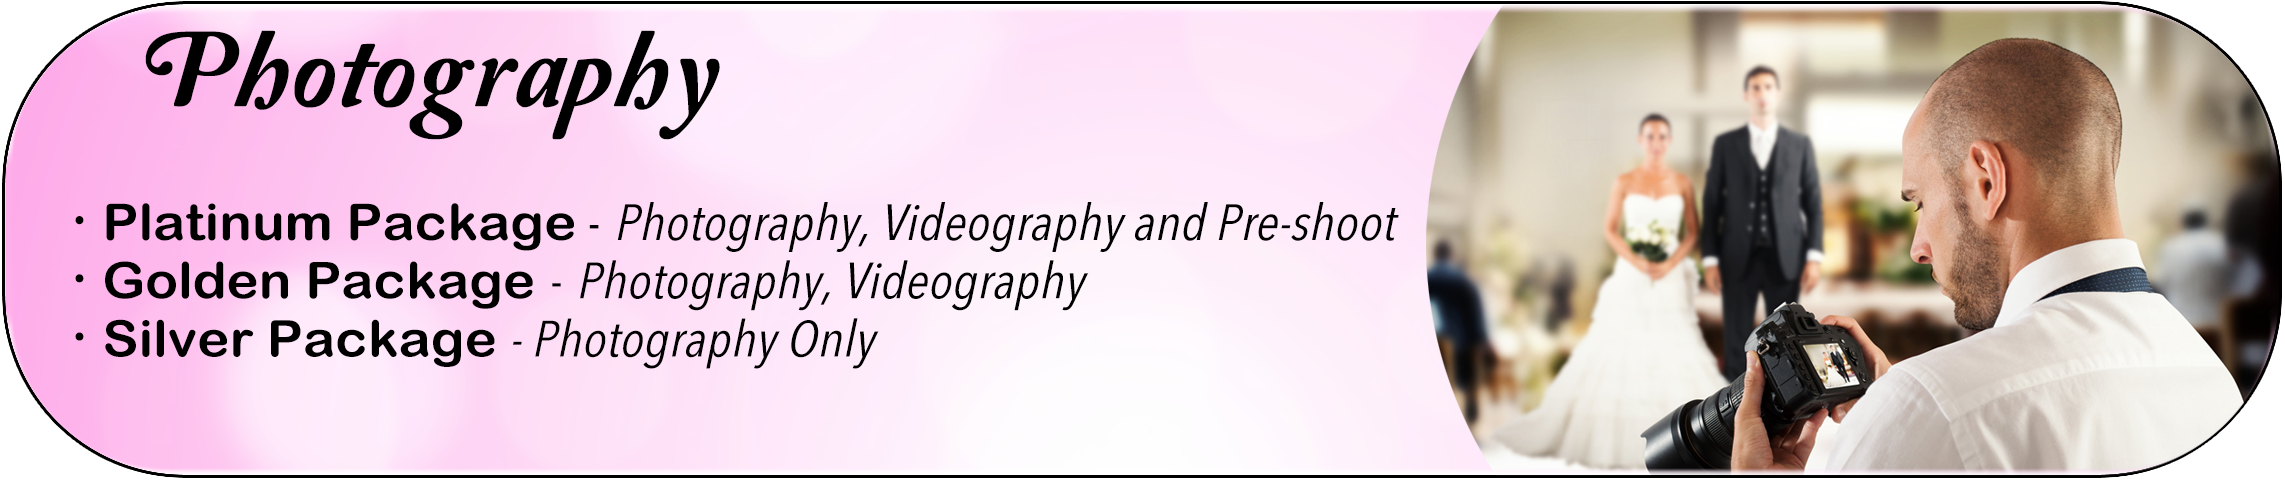 Photography
· Platinum Package - Photography, Videography and Pre-shoot
· Golden Package - Photography, Videography
· Silver Package - Photography Only